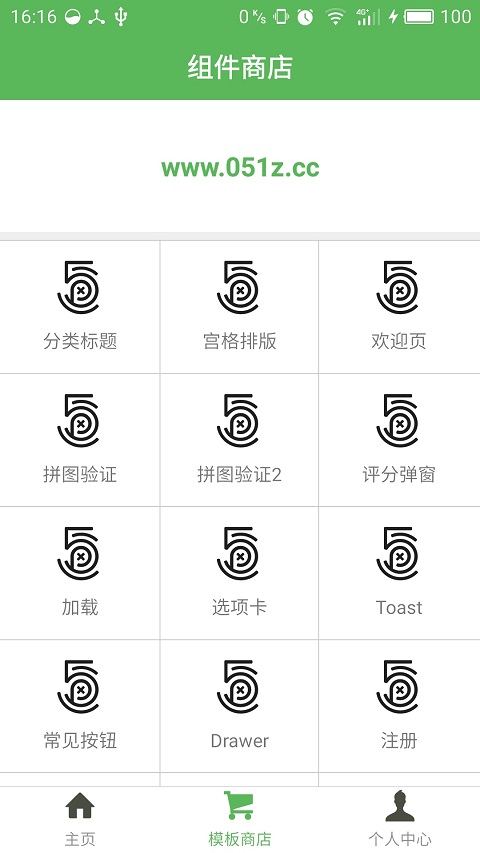 16:16 0 K/s 4G+ 100
组件商店
www.051z.cc
分类标题 宫格排版 欢迎页
拼图验证 拼图验证2 评分弹窗
加载 选项卡 Toast
常见按钮 Drawer 注册
主页 模板商店 个人中心